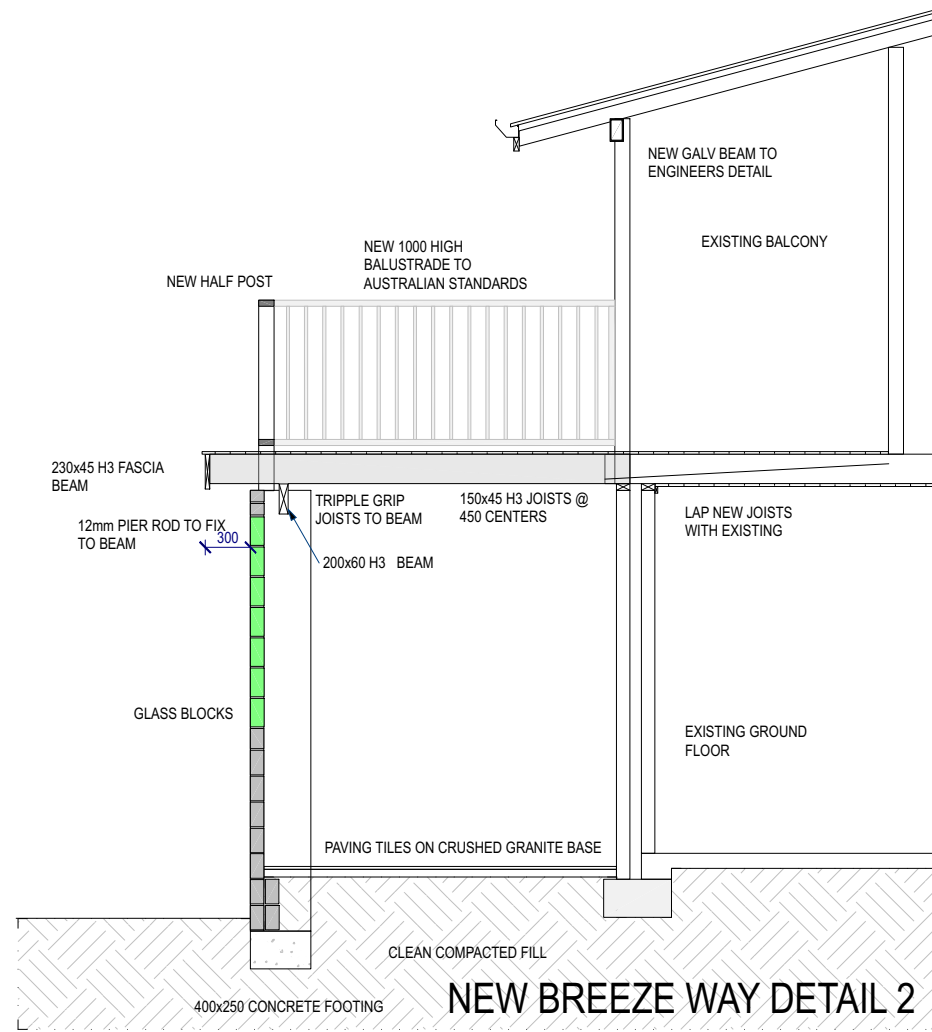 NEW GALV BEAM TO
ENGINEERS DETAIL
EXISTING BALCONY
NEW 1000 HIGH
BALUSTRADE TO
AUSTRALIAN STANDARDS
NEW HALF POST
230x45 H3 FASCIA
BEAM
TRIPPLE GRIP
JOISTS TO BEAM
150x45 H3 JOISTS @
450 CENTERS
LAP NEW JOISTS
WITH EXISTING
12mm PIER ROD TO FIX
TO BEAM
300
200x60 H3 BEAM
GLASS BLOCKS
EXISTING GROUND
FLOOR
PAVING TILES ON CRUSHED GRANITE BASE
CLEAN COMPACTED FILL
400x250 CONCRETE FOOTING
NEW BREEZE WAY DETAIL 2